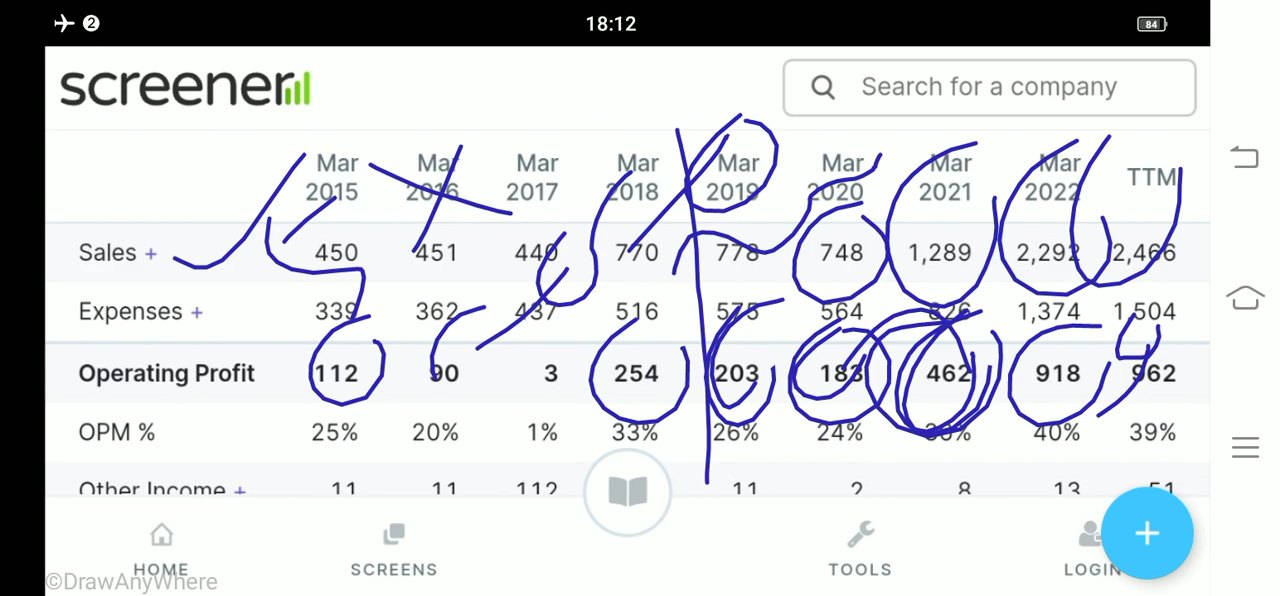 2
18:12
84
screener
Search for a company
Mar 2015 Mar 2016 Mar 2017 Mar 2018 Mar 2019 Mar 2020 Mar 2021 Mar 2022 TTM
Sales + 450 451 440 770 778 748 1,289 2,292 2,466
Expenses + 339 362 437 516 575 564 826 1,374 1,504
Operating Profit 112 90 3 254 203 183 462 918 962
OPM % 25% 20% 1% 33% 26% 24% 36% 40% 39%
Other Income + 11 11 112 11 2 8 13 51
HOME SCREENS TOOLS LOGIN
©DrawAnyWhere